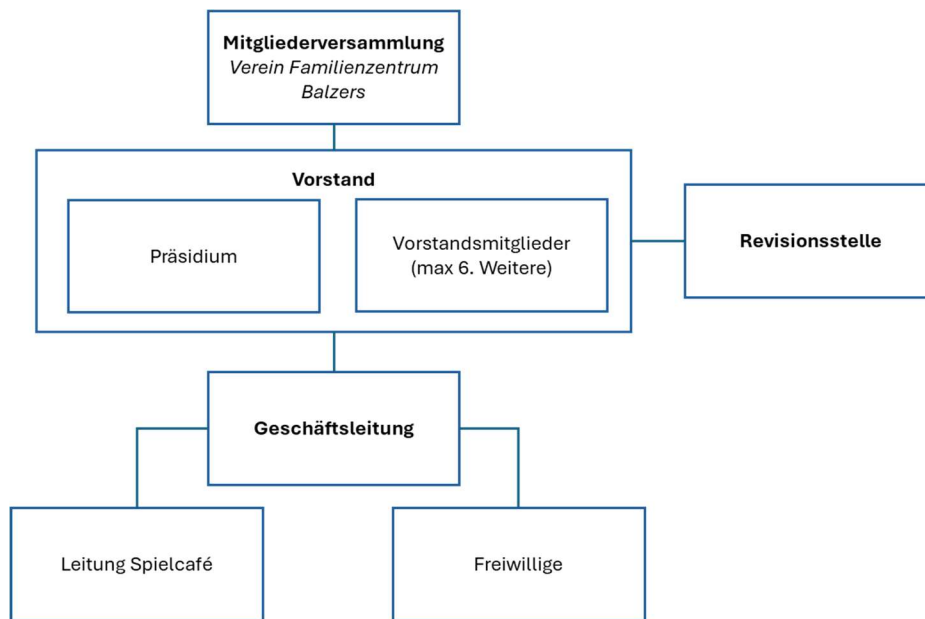 Mitgliederversammlung
Verein Familienzentrum
Balzers
Vorstand
Präsidium
Vorstandsmitglieder
(max 6. Weitere)
Revisionsstelle
Geschäftsleitung
Leitung Spielcafé
Freiwillige